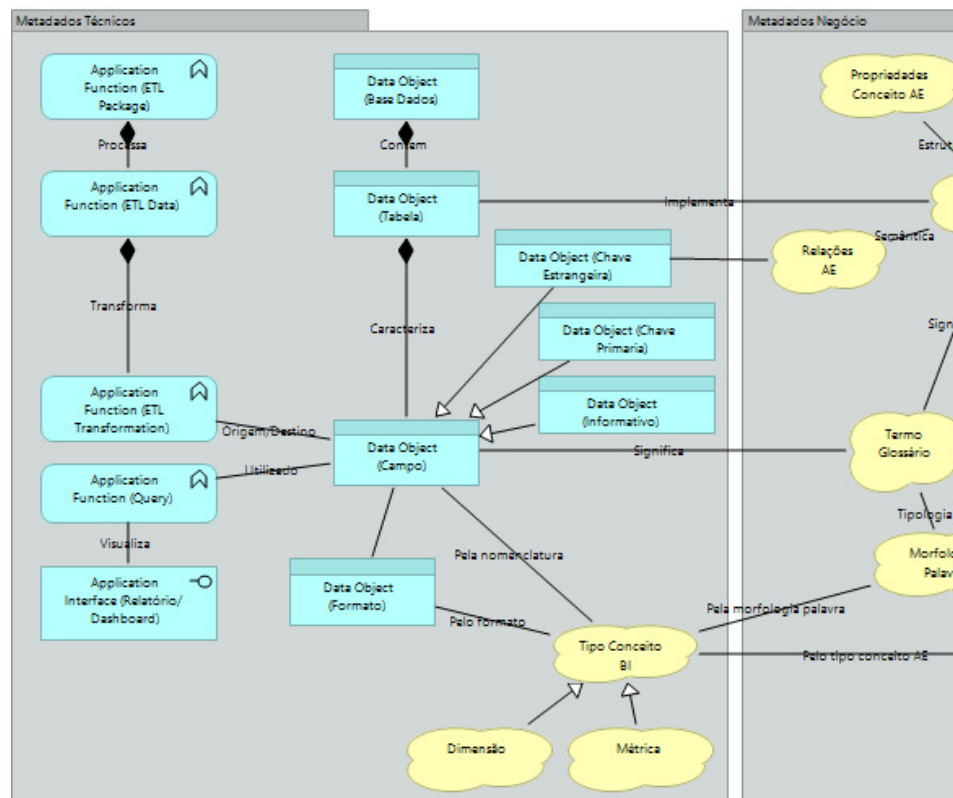 Metadados Técnicos
Metadados Negócio
Application
Function (ETL
Package)
Data Object
(Base Dados)
Propriedades
Conceito AE
Processa
Contem
Application
Function (ETL Data)
Data Object
(Tabela)
Implementa
Semântica
Data Object (Chave
Estrangeira)
Relações
AE
Transforma
Caracteriza
Data Object (Chave
Primaria)
Application
Function (ETL
Transformation)
Data Object
(Informativo)
Origem/Destino
Data Object
(Campo)
Significa
Termo
Glossário
Utilizado
Application
Function (Query)
Tipologia
Visualiza
Pela nomenclatura
Application
Interface (Relatório/
Dashboard)
Data Object
(Formato)
Pelo formato
Pela morfologia palavra
Tipo Conceito
BI
Pelo tipo conceito AE
Dimensão
Métrica